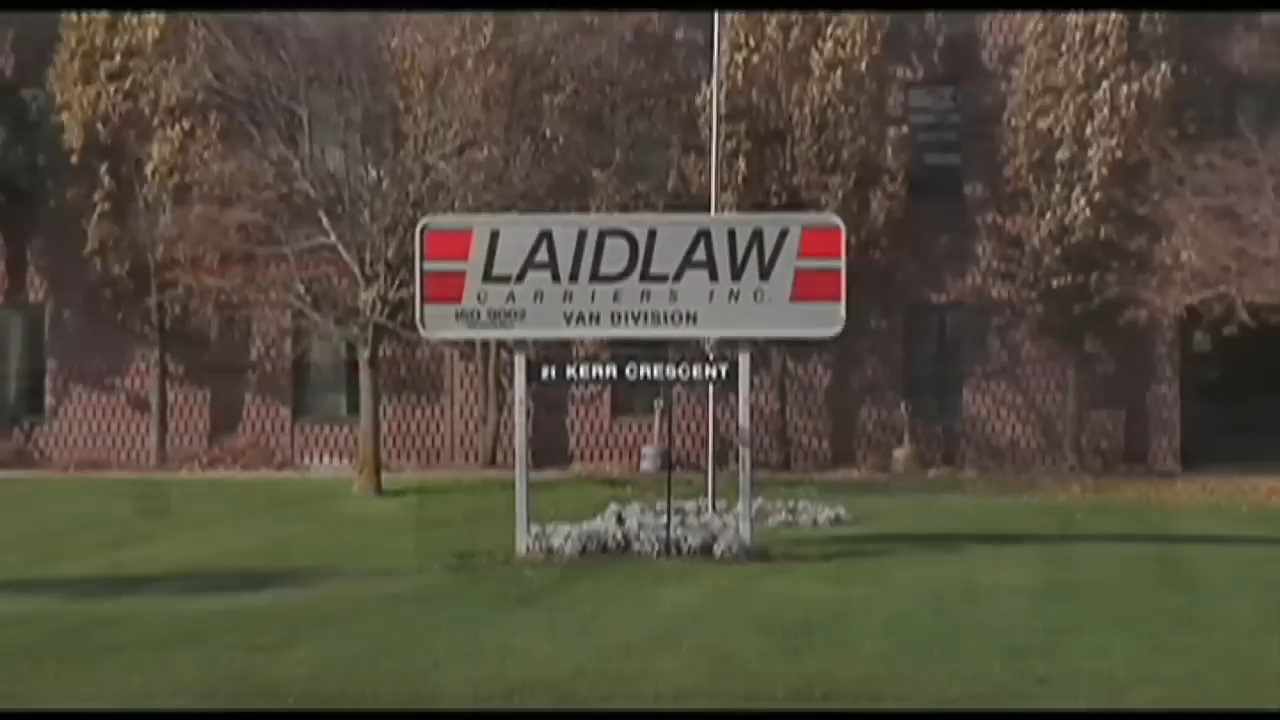 LAIDLAW
CARRIERS INC.
ISO 9002
VAN DIVISION
21 KERR CRESCENT